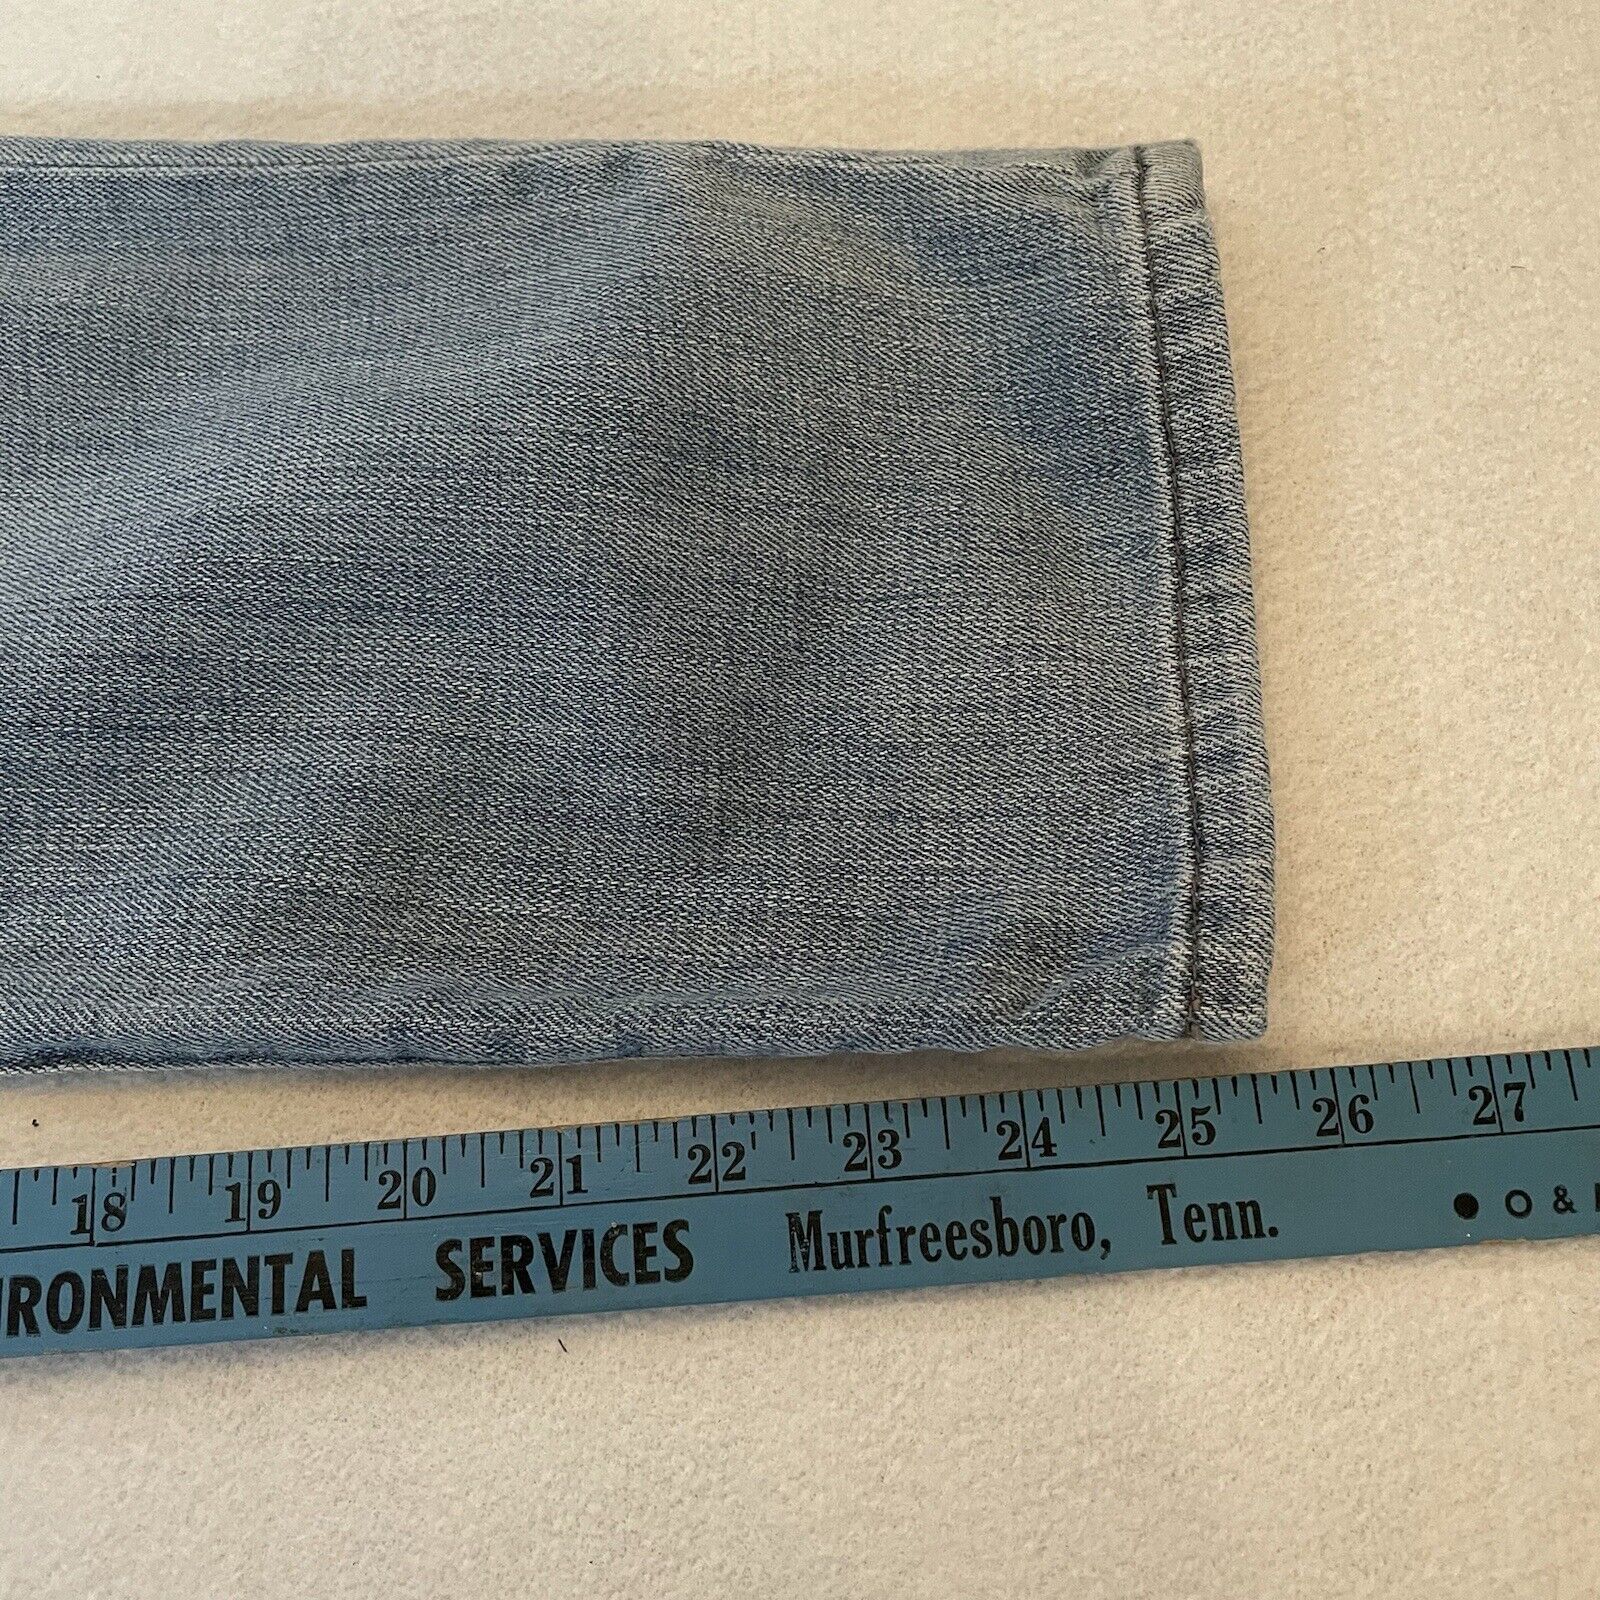 18 19 20 21 22 23 24 25 26 27
RONMENTAL SERVICES Murfreesboro, Tenn. &